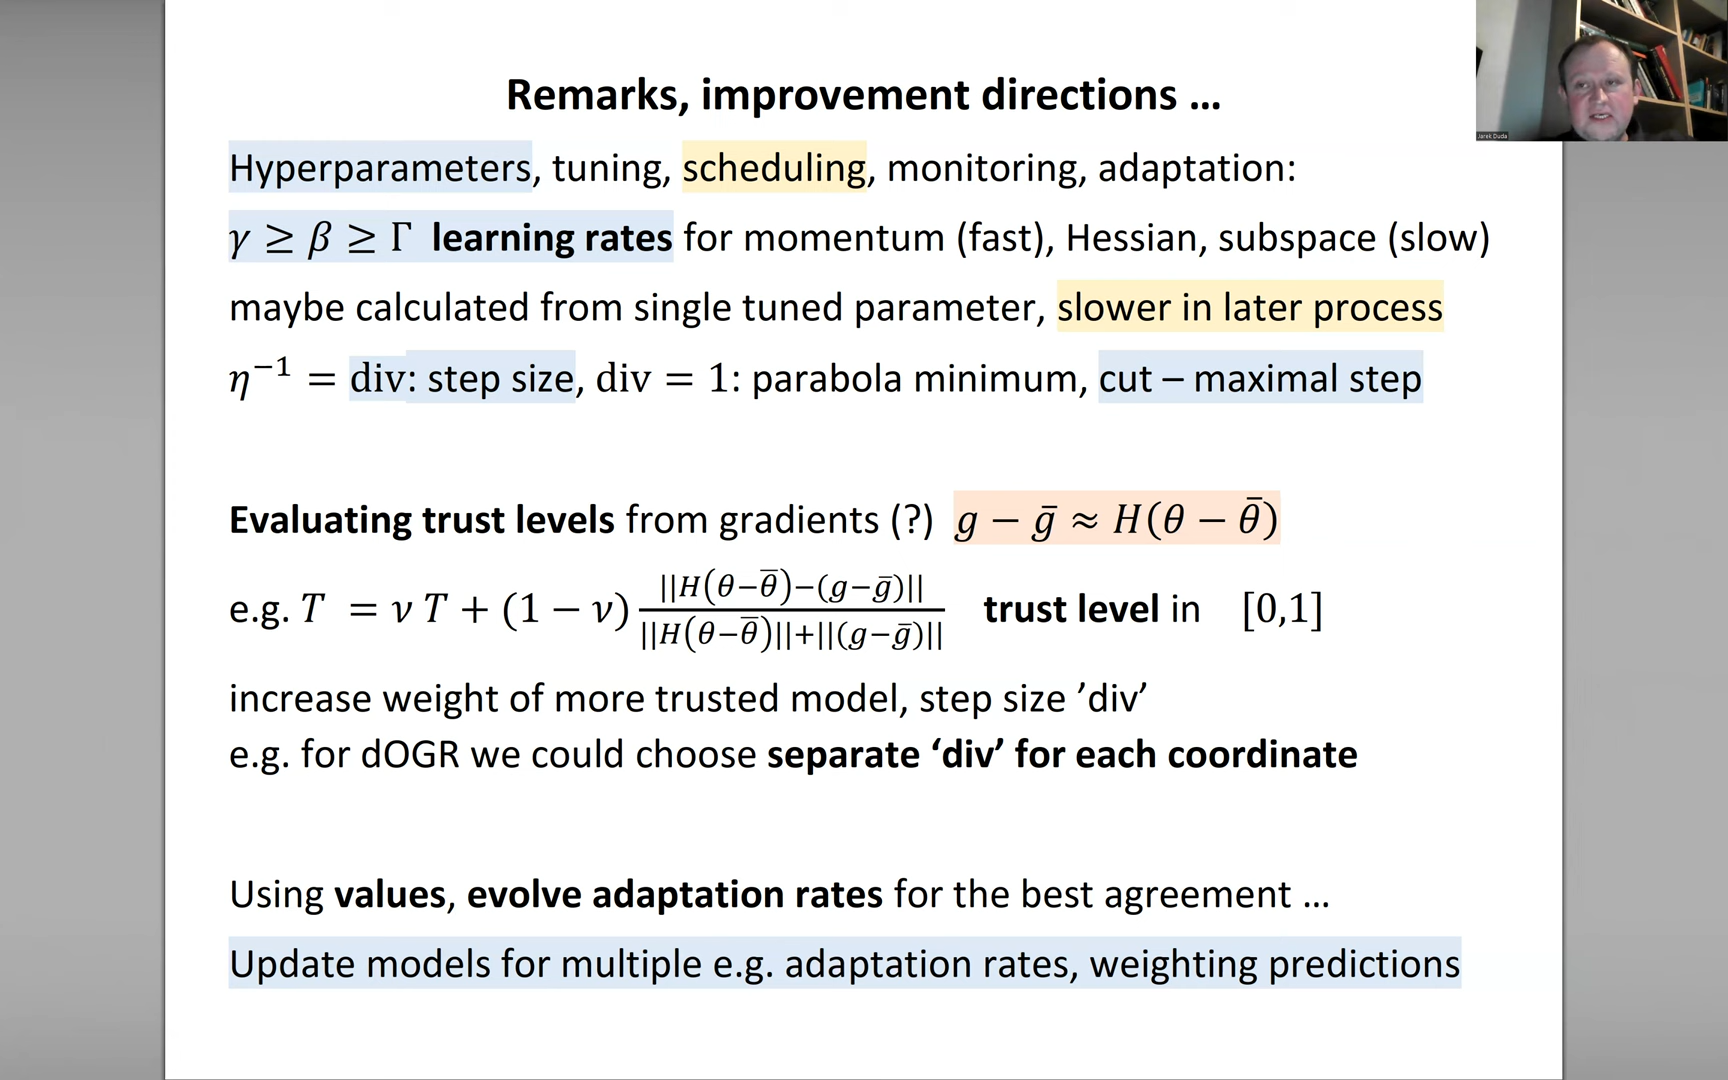 Remarks, improvement directions …
Jarek Duda
Hyperparameters, tuning, scheduling, monitoring, adaptation:
γ ≥ β ≥ Γ learning rates for momentum (fast), Hessian, subspace (slow)
maybe calculated from single tuned parameter, slower in later process
η⁻¹ = div: step size, div = 1: parabola minimum, cut – maximal step
Evaluating trust levels from gradients (?) g − ḡ ≈ H(θ − θ̄)
e.g. T = ν T + (1 − ν) ||H(θ−θ̄)−(g−ḡ)|| / ||H(θ−θ̄)||+||(g−ḡ)|| trust level in [0,1]
increase weight of more trusted model, step size ’div’
e.g. for dOGR we could choose separate ‘div’ for each coordinate
Using values, evolve adaptation rates for the best agreement …
Update models for multiple e.g. adaptation rates, weighting predictions